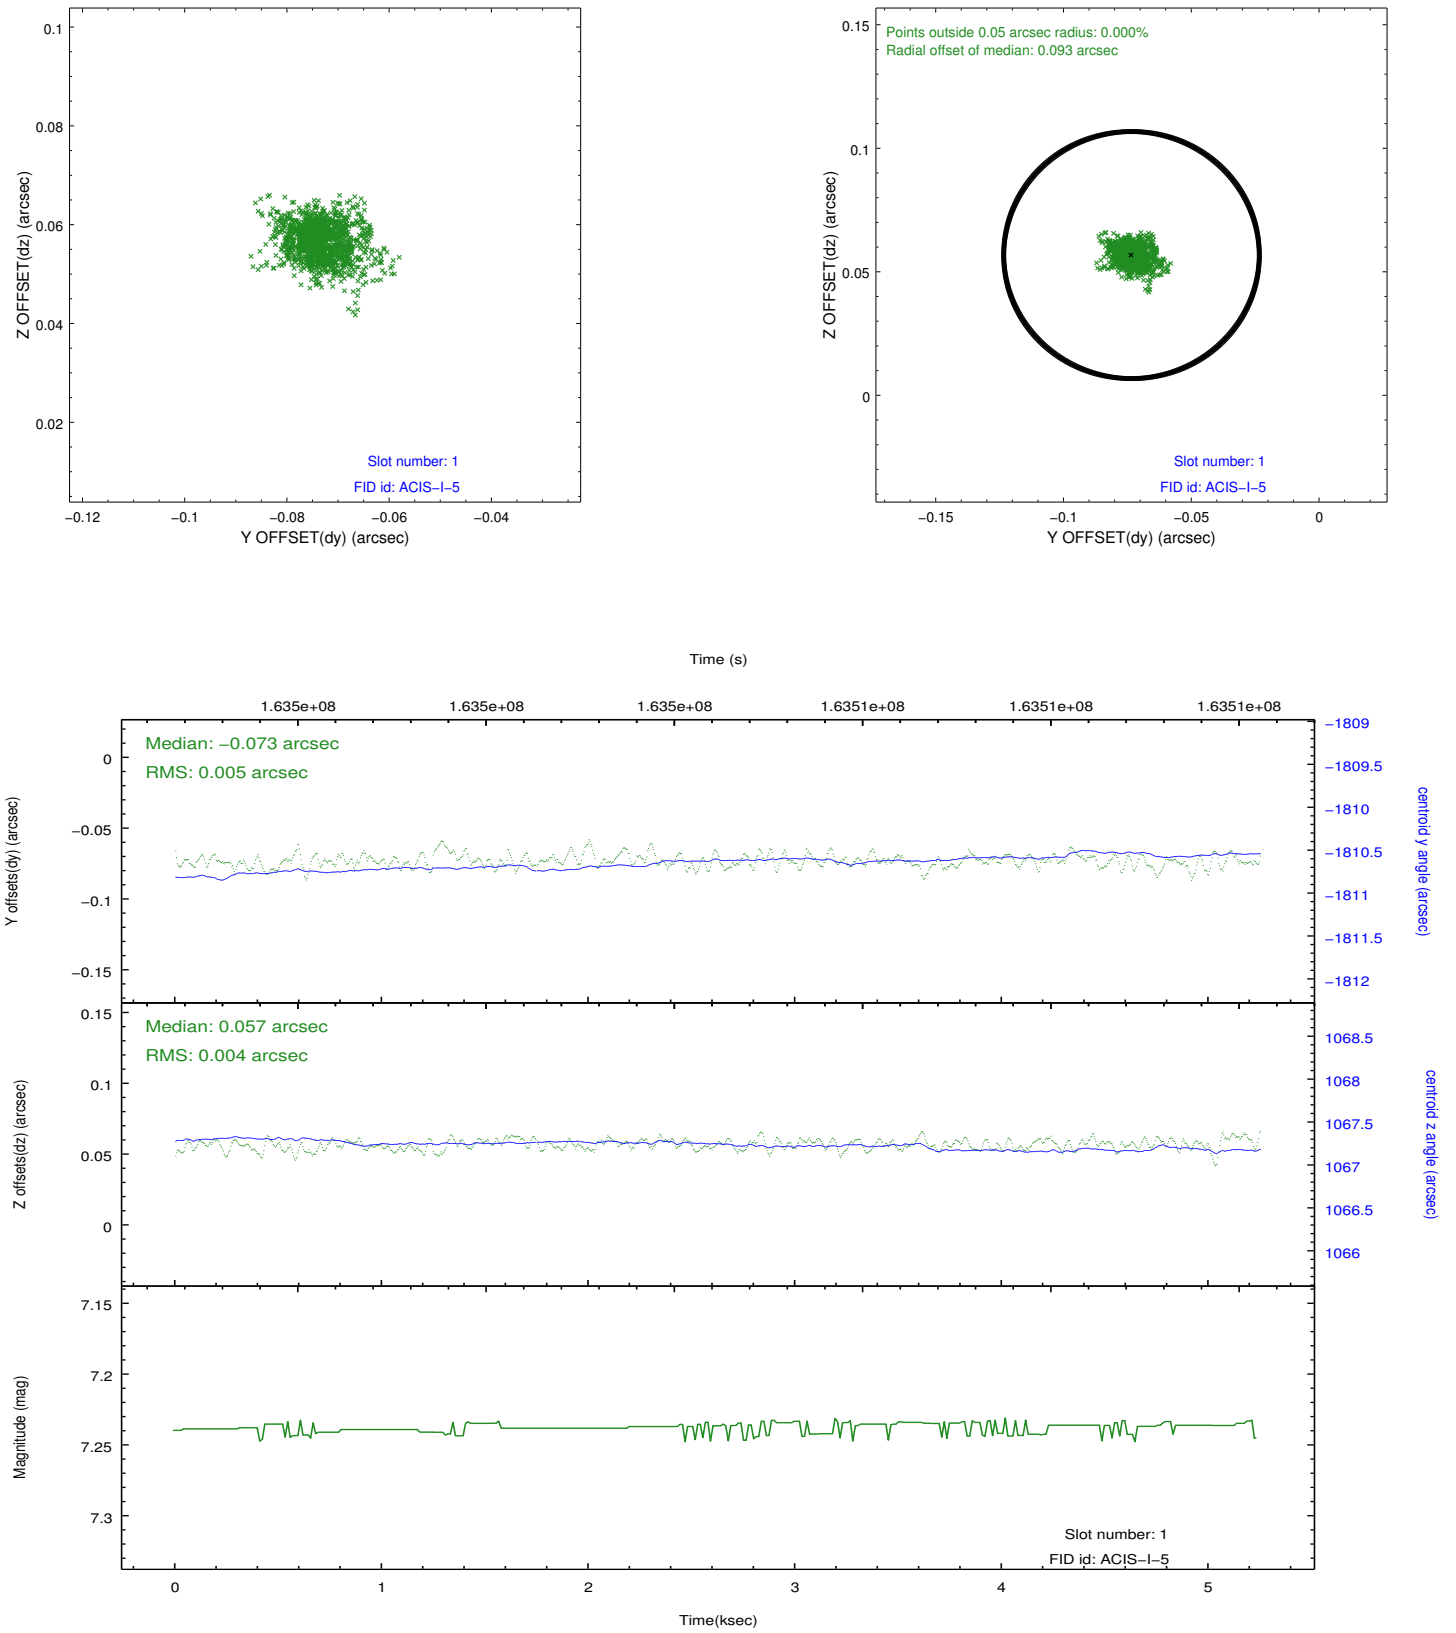 0.1
0.08
0.06
0.04
0.02
Z OFFSET(dz) (arcsec)
−0.12
−0.1
−0.08
−0.06
−0.04
Y OFFSET(dy) (arcsec)
Slot number: 1
FID id: ACIS−I−5
Points outside 0.05 arcsec radius: 0.000%
Radial offset of median: 0.093 arcsec
0.15
0.1
0.05
0
Z OFFSET(dz) (arcsec)
−0.15
−0.1
−0.05
0
Y OFFSET(dy) (arcsec)
Slot number: 1
FID id: ACIS−I−5
Time (s)
1.635e+08
1.635e+08
1.635e+08
1.6351e+08
1.6351e+08
1.6351e+08
Median: −0.073 arcsec
RMS: 0.005 arcsec
0
−0.05
−0.1
−0.15
Y offsets(dy) (arcsec)
−1809
−1809.5
−1810
−1810.5
−1811
−1811.5
−1812
centroid y angle (arcsec)
Median: 0.057 arcsec
RMS: 0.004 arcsec
0.15
0.1
0.05
0
Z offsets(dz) (arcsec)
1068.5
1068
1067.5
1067
1066.5
1066
centroid z angle (arcsec)
7.15
7.2
7.25
7.3
Magnitude (mag)
Slot number: 1
FID id: ACIS−I−5
0
1
2
3
4
5
Time(ksec)